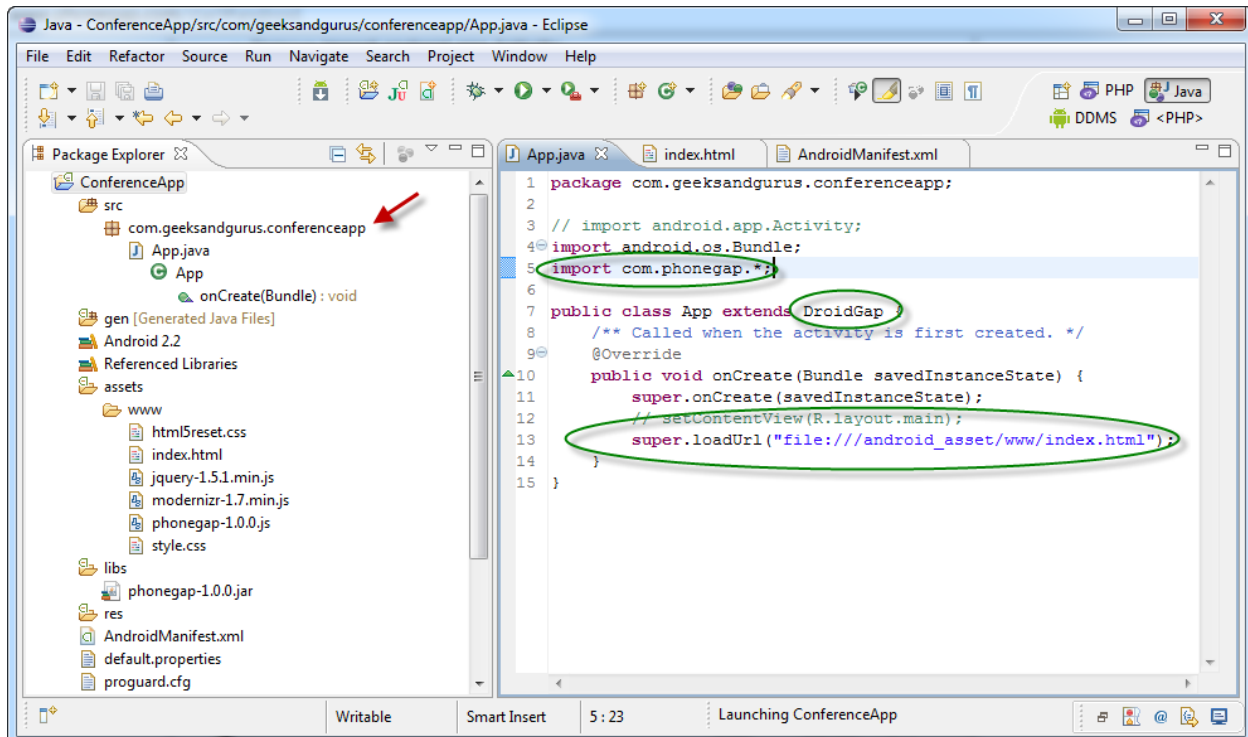 Java - ConferenceApp/src/com/geeksandgurus/conferenceapp/App.java - Eclipse
File Edit Refactor Source Run Navigate Search Project Window Help
PHP Java
DDMS <PHP>
Package Explorer
ConferenceApp
src
com.geeksandgurus.conferenceapp
App.java
App
onCreate(Bundle) : void
gen [Generated Java Files]
Android 2.2
Referenced Libraries
assets
www
html5reset.css
index.html
jquery-1.5.1.min.js
modernizr-1.7.min.js
phonegap-1.0.0.js
style.css
libs
phonegap-1.0.0.jar
res
AndroidManifest.xml
default.properties
proguard.cfg
App.java index.html AndroidManifest.xml
1 package com.geeksandgurus.conferenceapp;
2
3 // import android.app.Activity;
4 import android.os.Bundle;
5 import com.phonegap.*;
6
7 public class App extends DroidGap {
8 /** Called when the activity is first created. */
9 @Override
10 public void onCreate(Bundle savedInstanceState) {
11 super.onCreate(savedInstanceState);
12 // setContentView(R.layout.main);
13 super.loadUrl("file:///android_asset/www/index.html");
14 }
15 }
Writable Smart Insert 5 : 23 Launching ConferenceApp